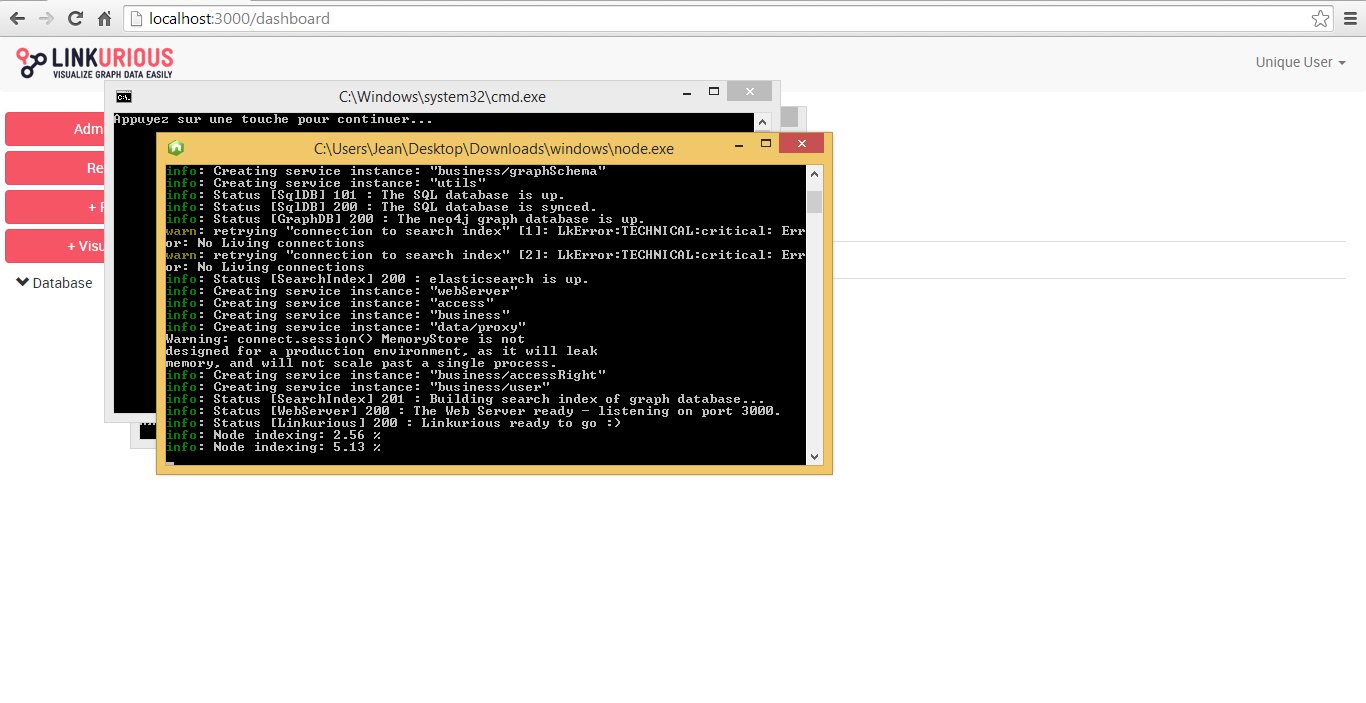 localhost:3000/dashboard
LINKURIOUS
VISUALIZE GRAPH DATA EASILY
Unique User
C:\Windows\system32\cmd.exe
Appuyez sur une touche pour continuer...
Adm
Re
+ Visu
Database
C:\Users\Jean\Desktop\Downloads\windows\node.exe
info: Creating service instance: "business/graphSchema"
info: Creating service instance: "utils"
info: Status [SqlDB] 101 : The SQL database is up.
info: Status [SqlDB] 200 : The SQL database is synced.
info: Status [GraphDB] 200 : The neo4j graph database is up.
warn: retrying "connection to search index" [1]: LkError:TECHNICAL:critical: Err
or: No Living connections
warn: retrying "connection to search index" [2]: LkError:TECHNICAL:critical: Err
or: No Living connections
info: Status [SearchIndex] 200 : elasticsearch is up.
info: Creating service instance: "webServer"
info: Creating service instance: "access"
info: Creating service instance: "business"
info: Creating service instance: "data/proxy"
Warning: connect.session() MemoryStore is not
designed for a production environment, as it will leak
memory, and will not scale past a single process.
info: Creating service instance: "business/accessRight"
info: Creating service instance: "business/user"
info: Status [SearchIndex] 201 : Building search index of graph database...
info: Status [WebServer] 200 : The Web Server ready - listening on port 3000.
info: Status [Linkurious] 200 : Linkurious ready to go :)
info: Node indexing: 2.56 %
info: Node indexing: 5.13 %